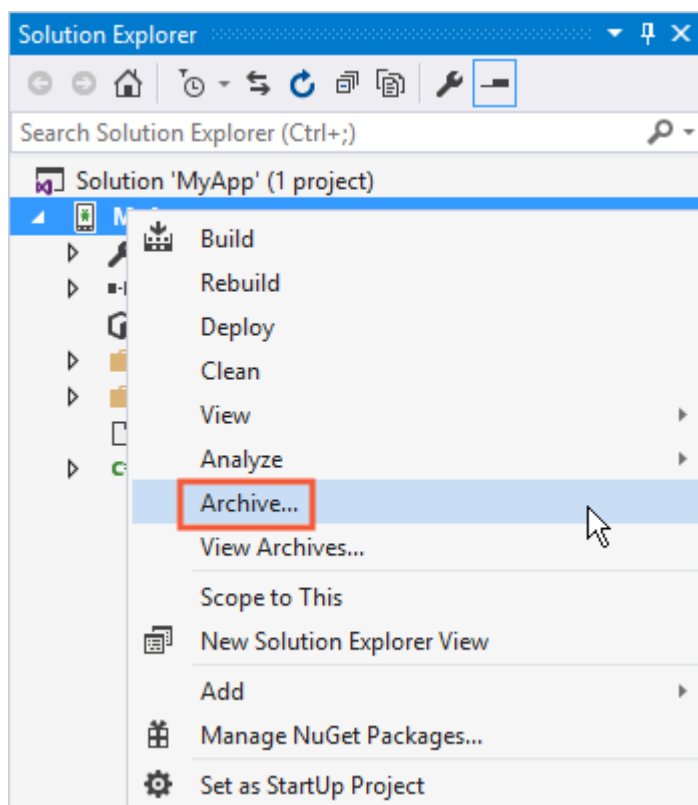 Solution Explorer
Search Solution Explorer (Ctrl+;)
Solution 'MyApp' (1 project)
Build
Rebuild
Deploy
Clean
View
Analyze
Archive...
View Archives...
Scope to This
New Solution Explorer View
Add
Manage NuGet Packages...
Set as StartUp Project